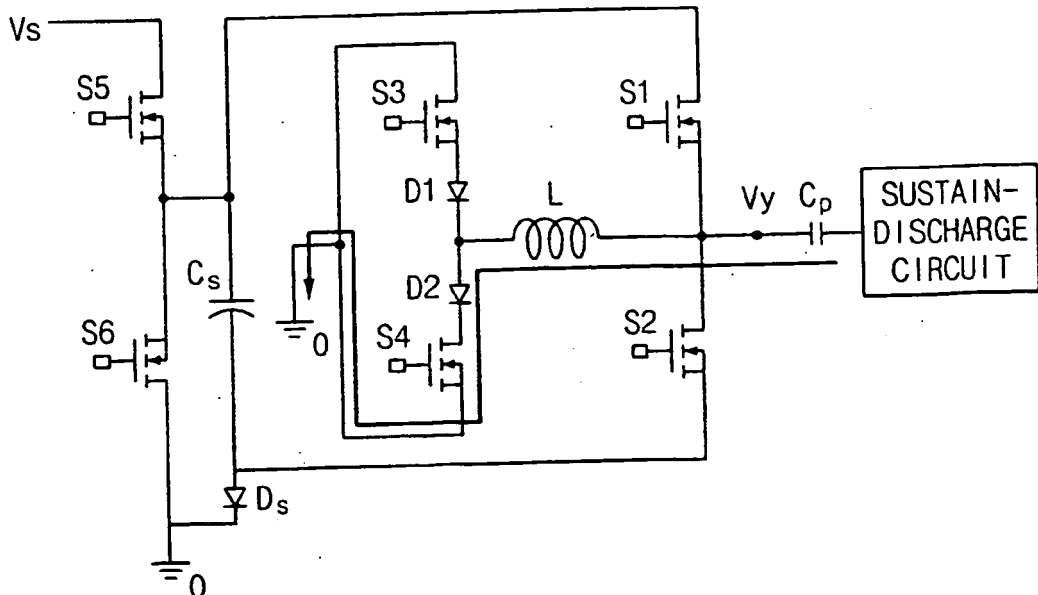 Vs
S5
S3
S1
D1
L
Vy
Cp
SUSTAIN-
DISCHARGE
CIRCUIT
Cs
D2
S6
0
S4
S2
Ds
0